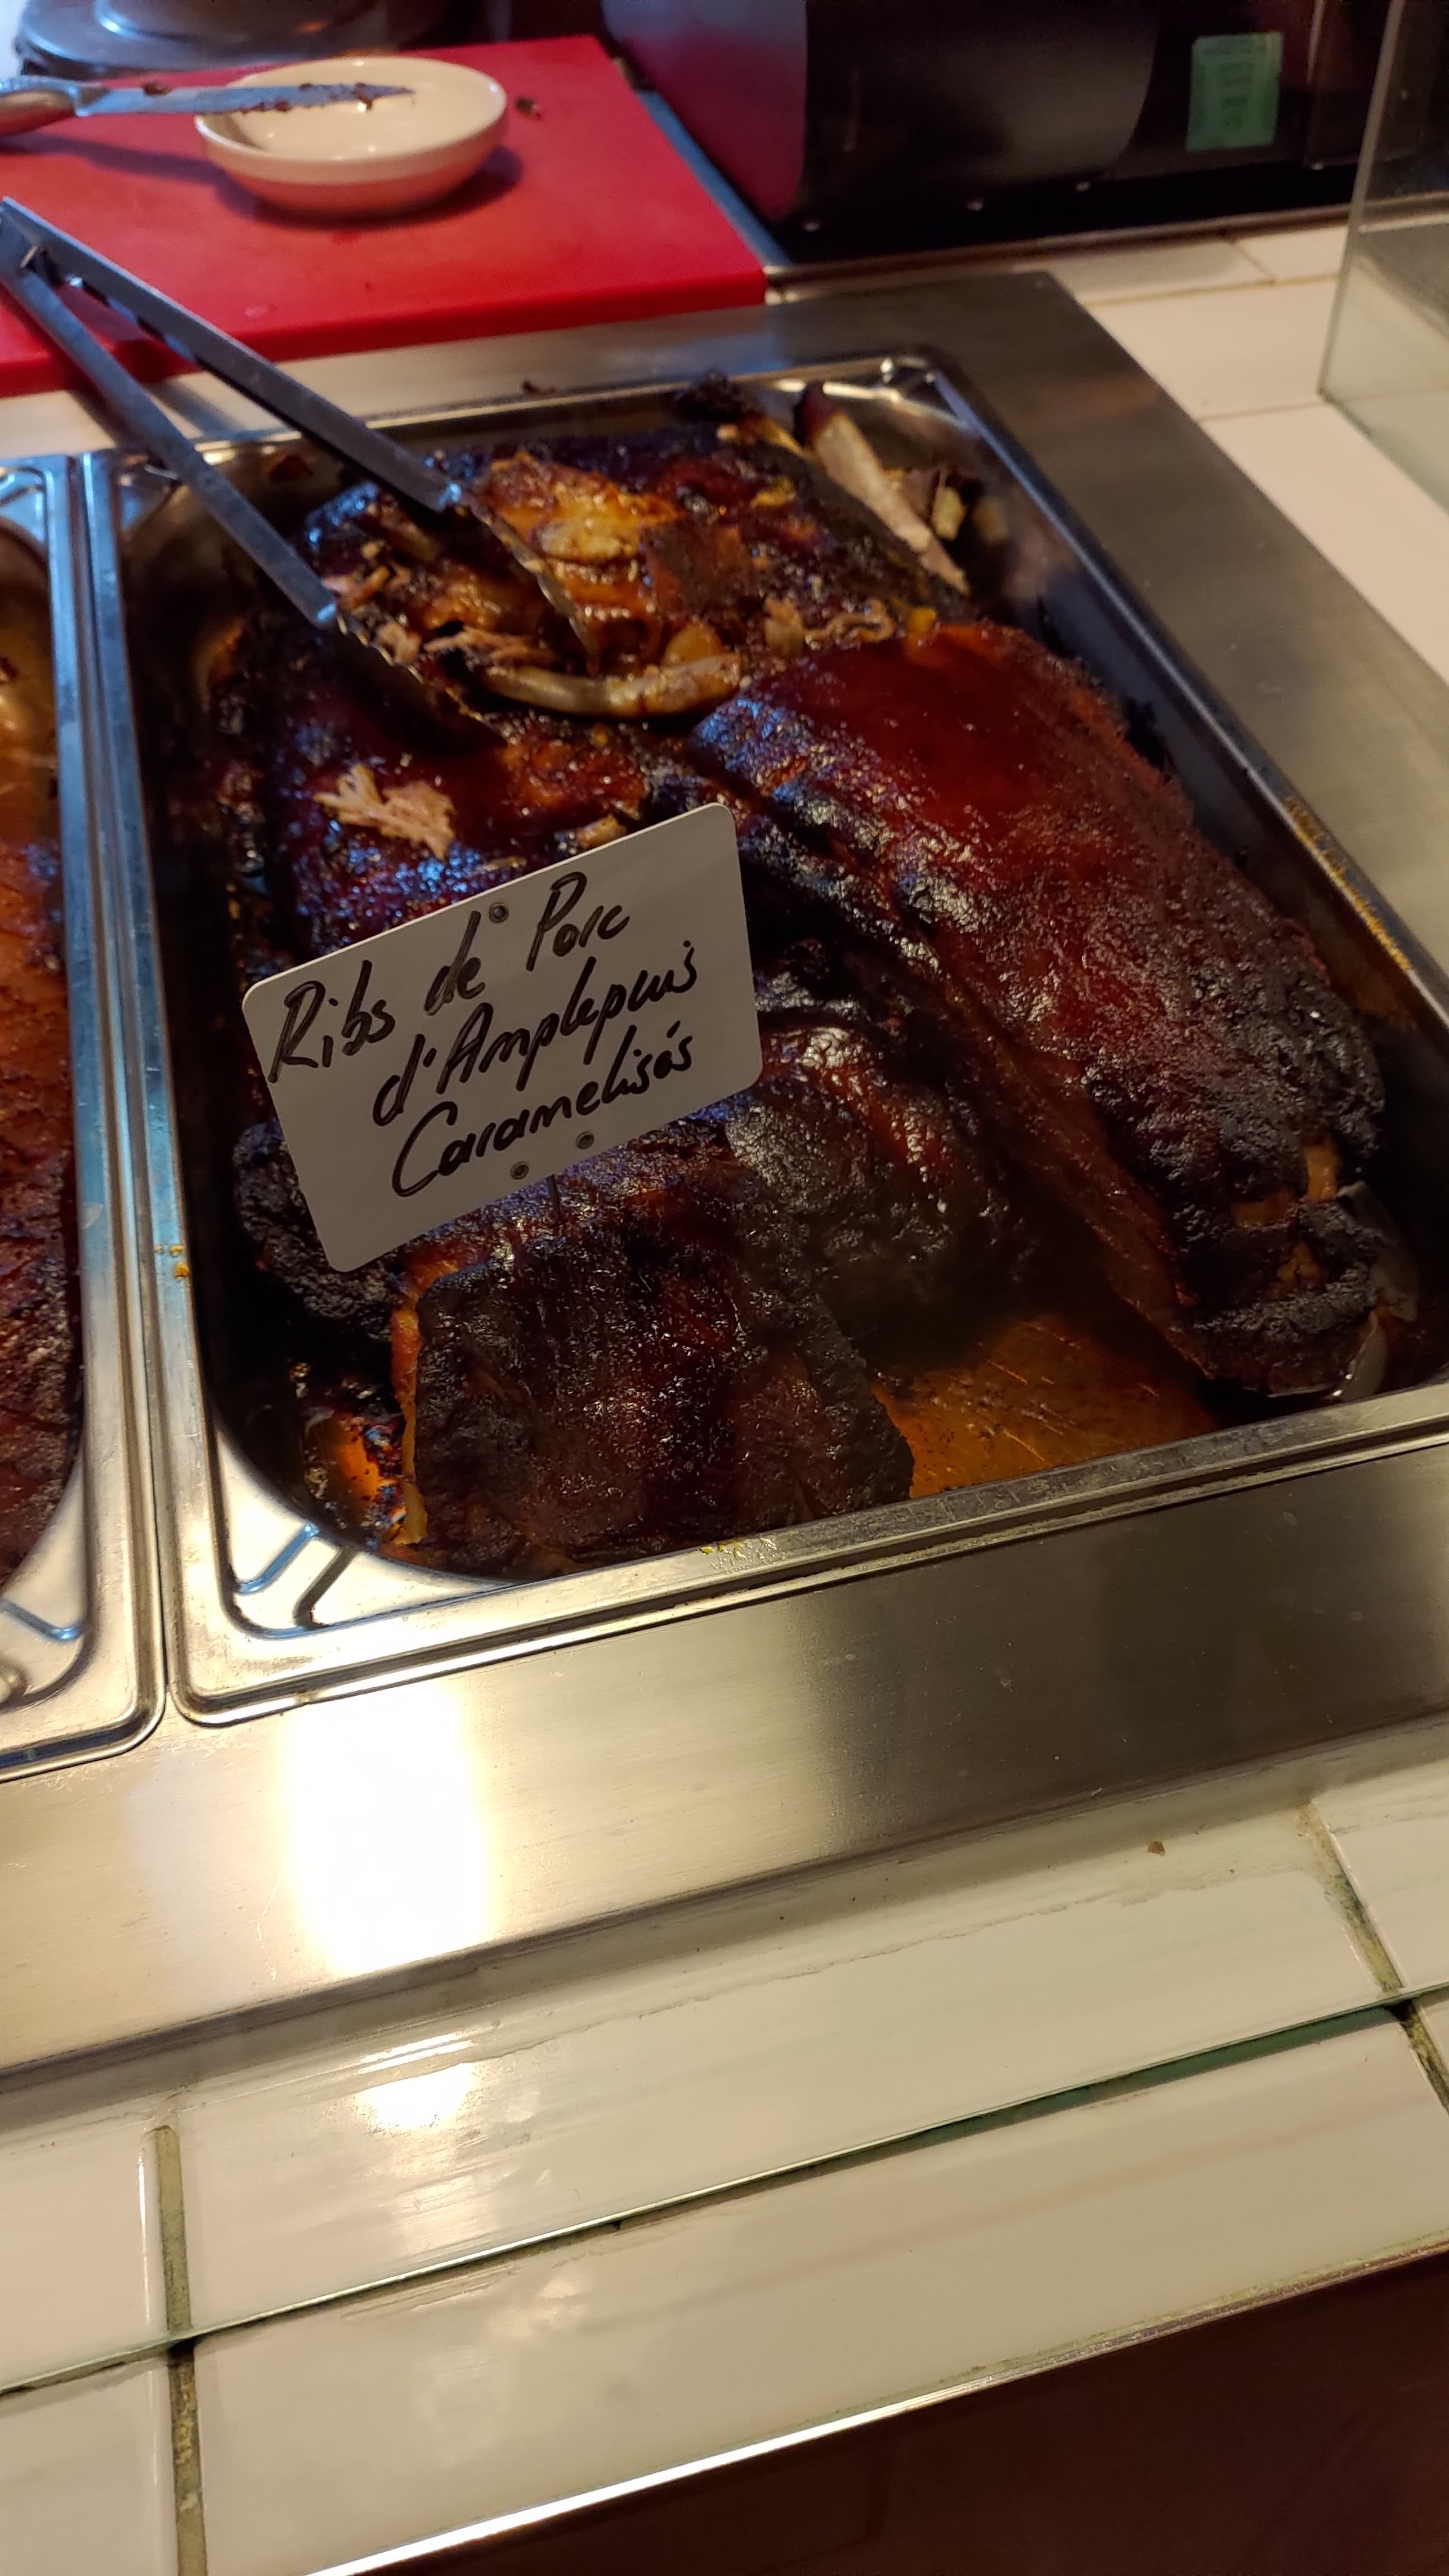 Ribs de Porc
d'Amplepuis
Caramelisés